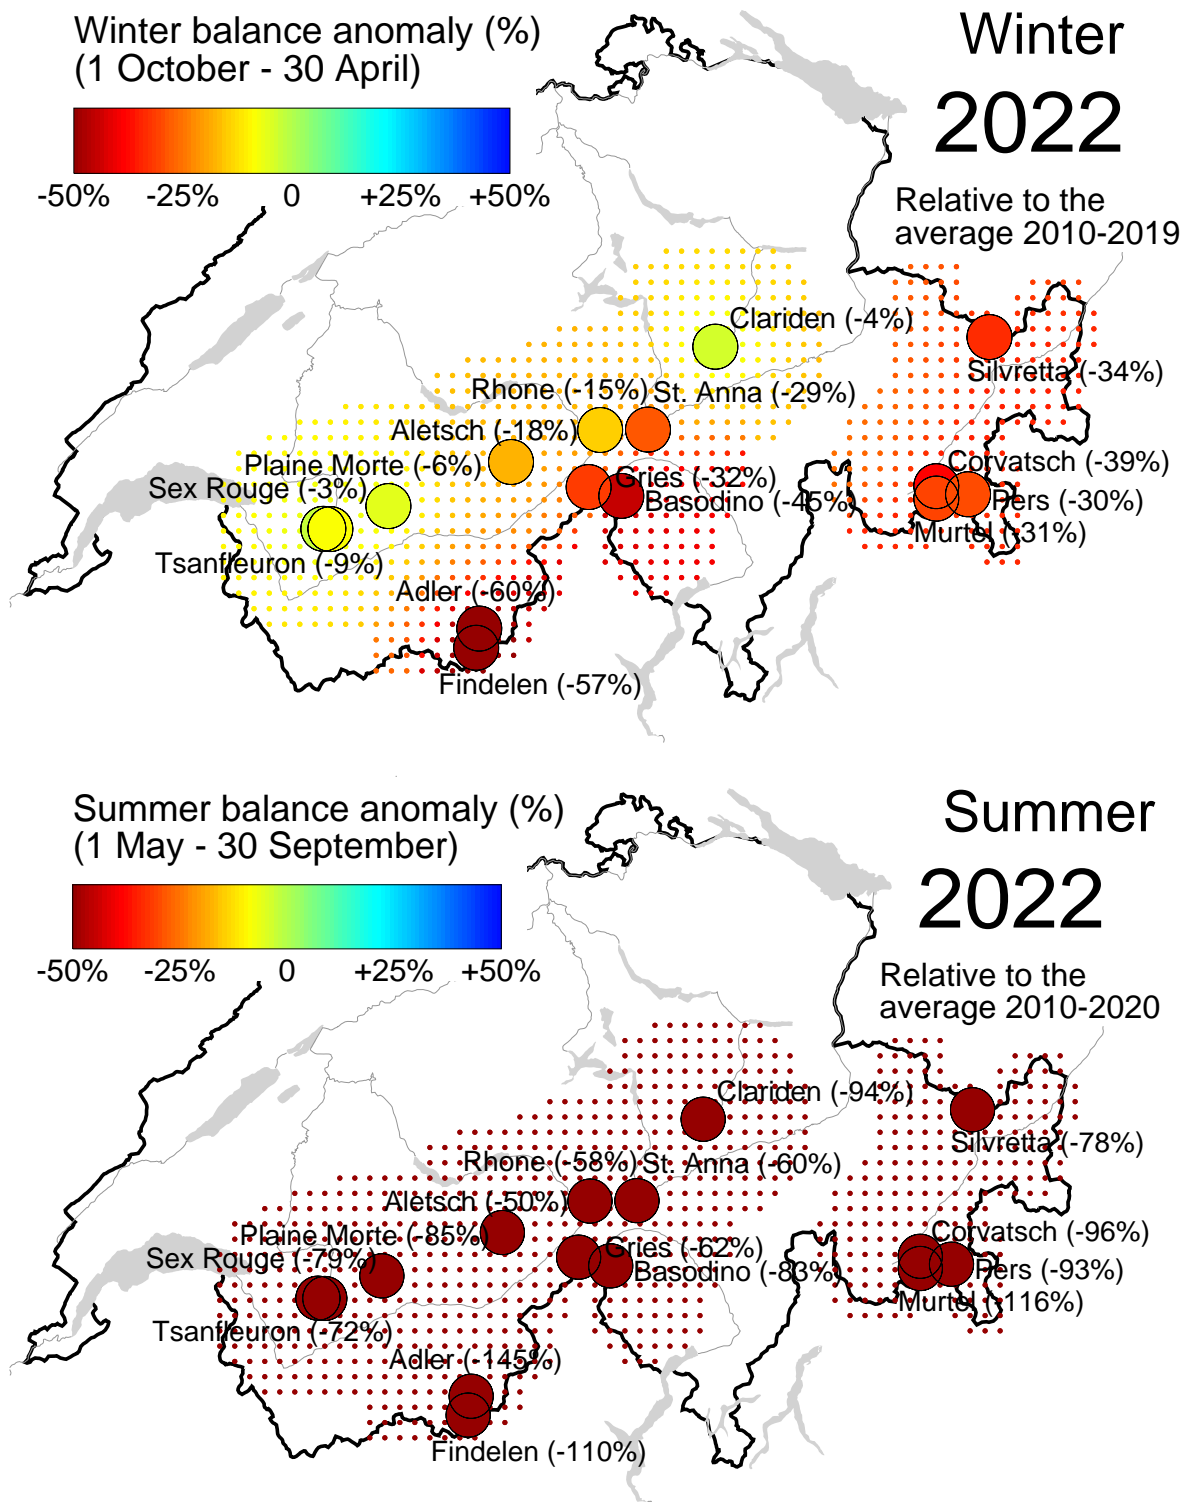 Winter balance anomaly (%)
(1 October - 30 April)
-50% -25% 0 +25% +50%
Winter
2022
Relative to the
average 2010-2019
Clariden (-4%)
Silvretta (-34%)
Rhone (-15%) St. Anna (-29%)
Aletsch (-18%)
Plaine Morte (-6%)
Gries (-32%)
Corvatsch (-39%)
Sex Rouge (-3%)
Basodino (-45%)
Pers (-30%)
Murtel (-31%)
Tsanfleuron (-9%)
Adler (-60%)
Findelen (-57%)
Summer balance anomaly (%)
(1 May - 30 September)
-50% -25% 0 +25% +50%
Summer
2022
Relative to the
average 2010-2020
Clariden (-94%)
Silvretta (-78%)
Rhone (-58%) St. Anna (-60%)
Aletsch (-50%)
Plaine Morte (-85%)
Gries (-62%)
Corvatsch (-96%)
Sex Rouge (-79%)
Basodino (-83%)
Pers (-93%)
Murtel (-116%)
Tsanfleuron (-72%)
Adler (-145%)
Findelen (-110%)